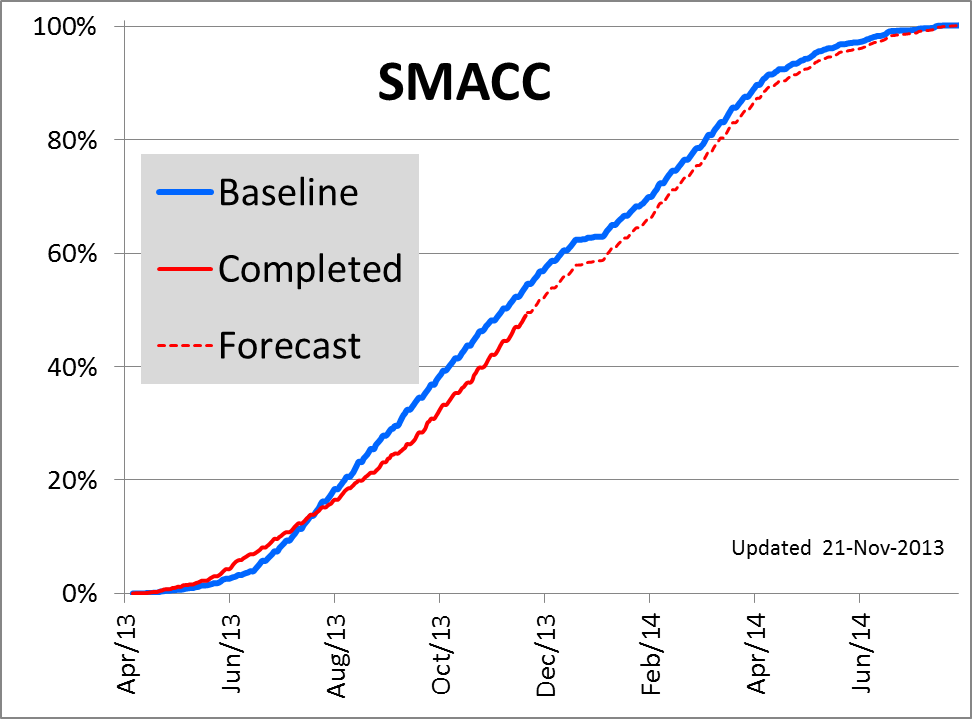 SMACC
100%
80%
60%
40%
20%
0%
Baseline
Completed
Forecast
Updated 21-Nov-2013
Apr/13
Jun/13
Aug/13
Oct/13
Dec/13
Feb/14
Apr/14
Jun/14